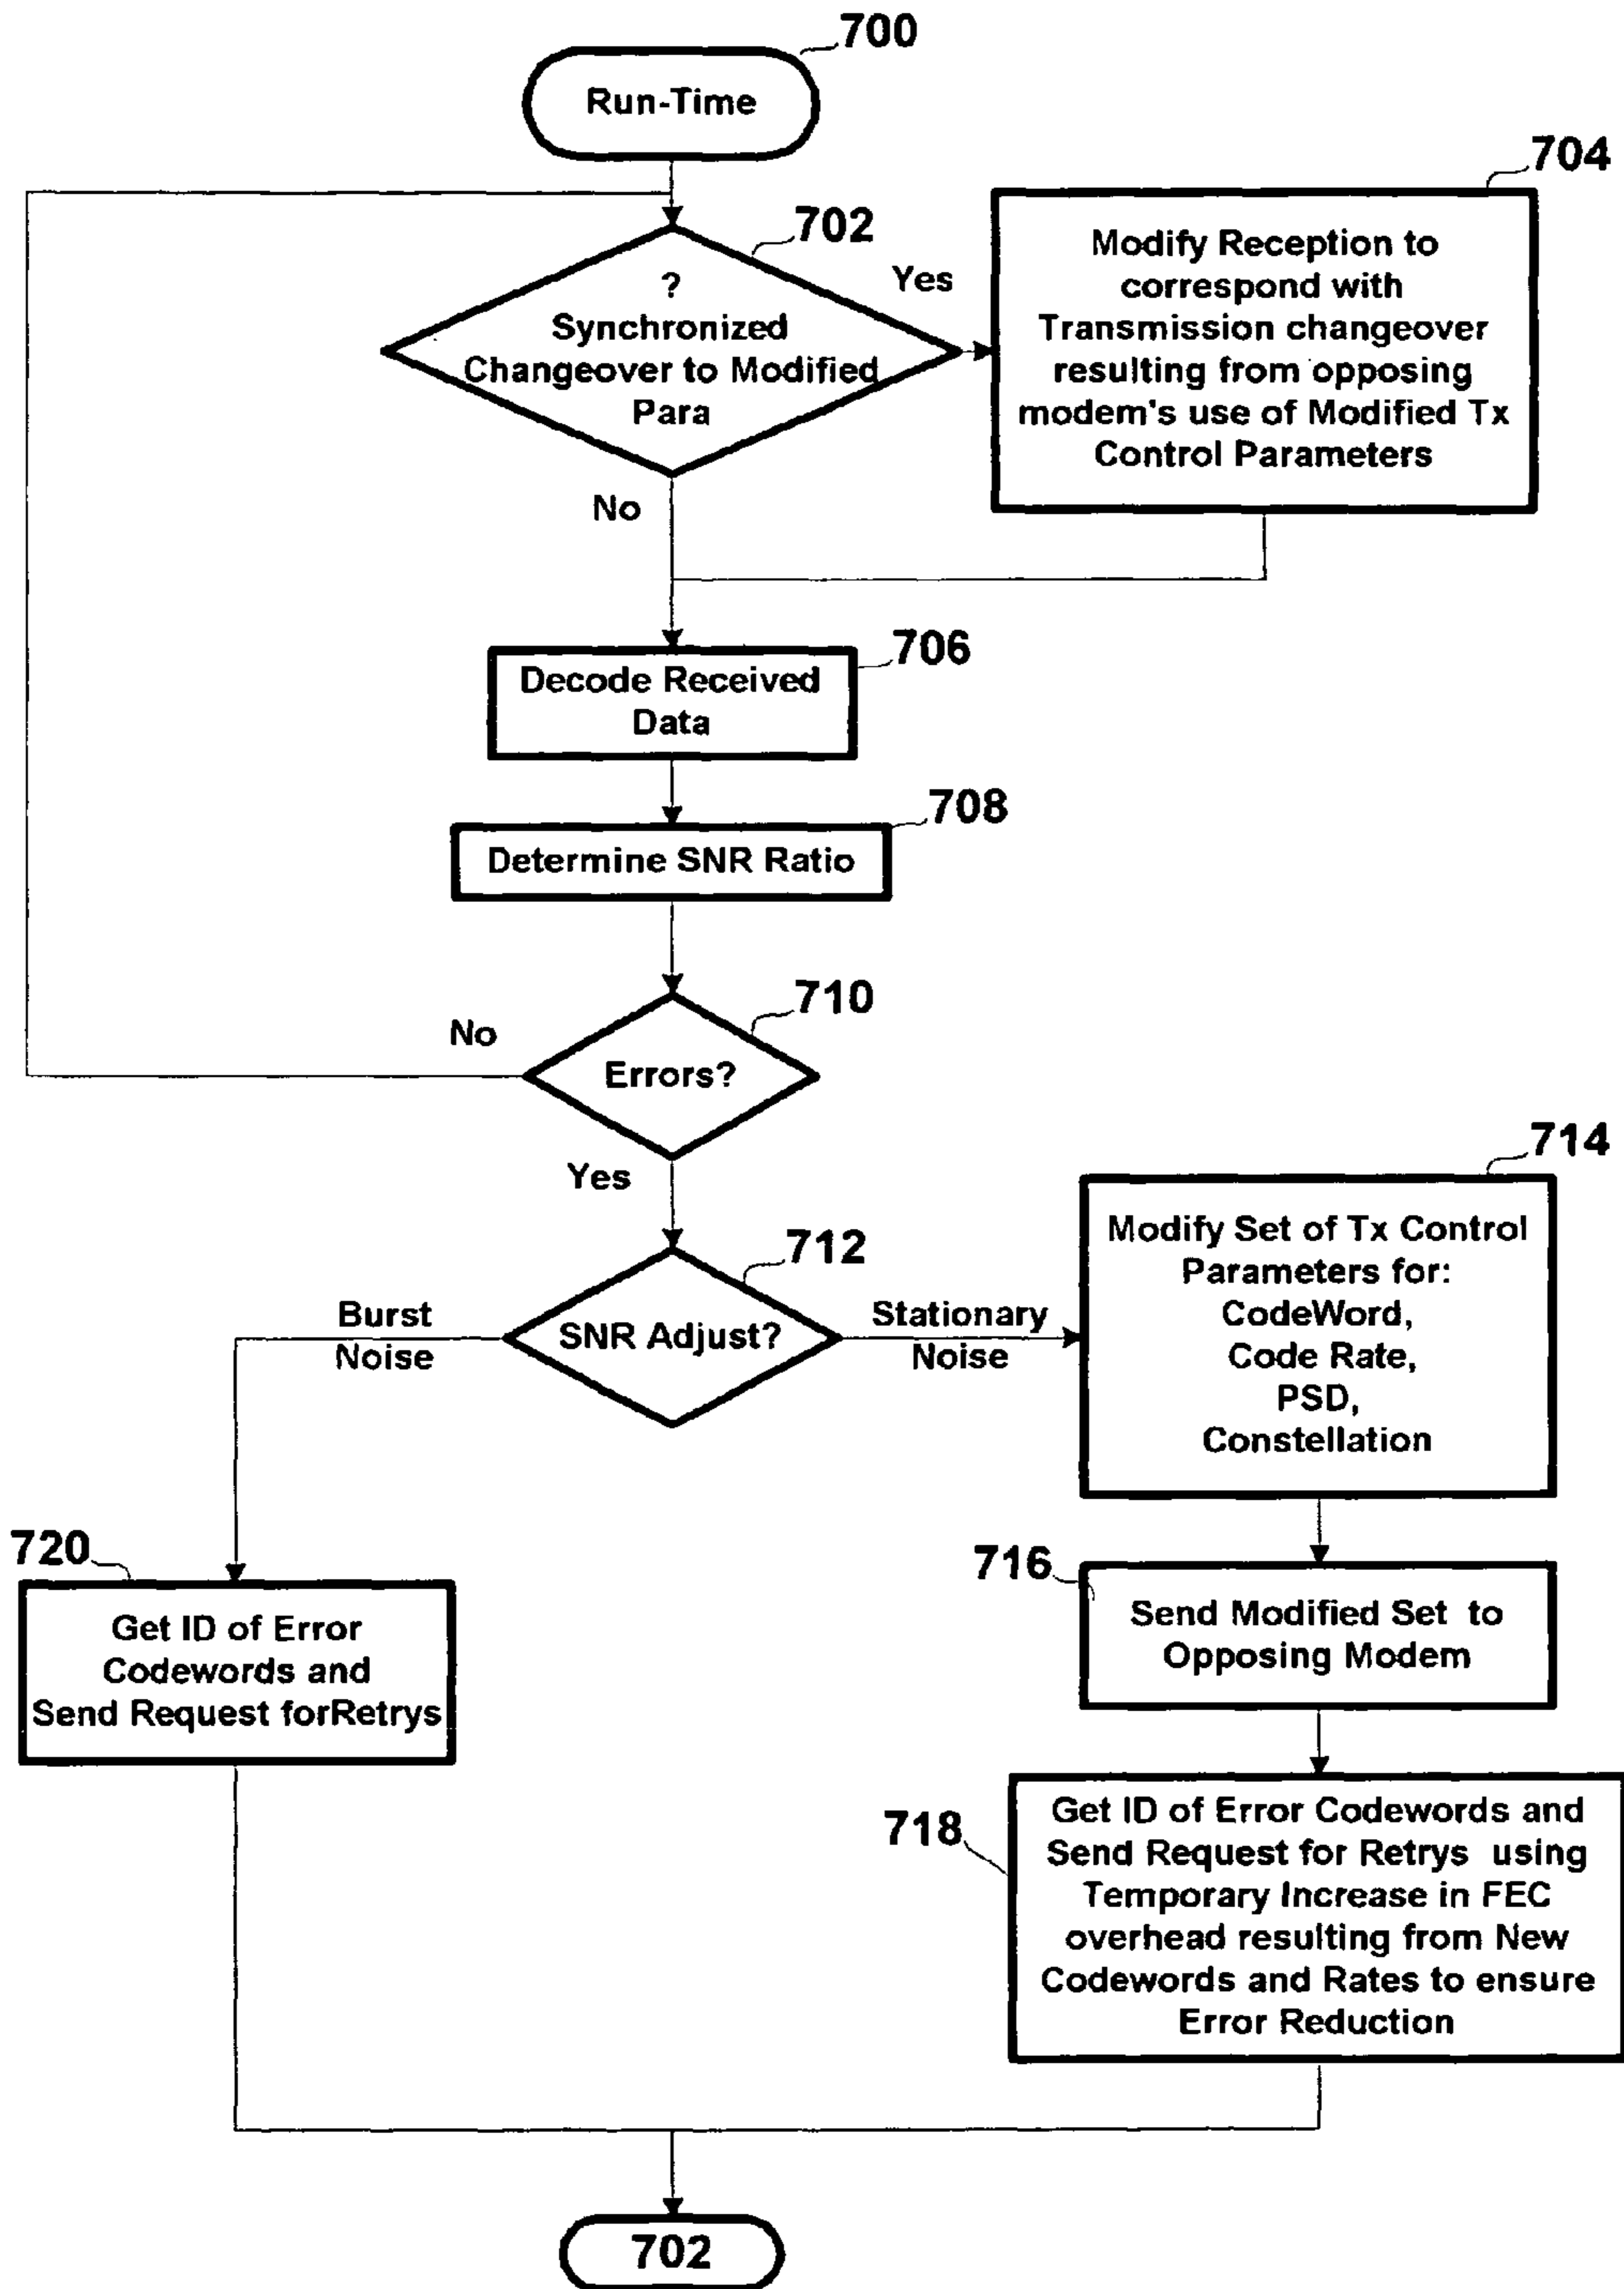 700
Run-Time
704
702
Yes
?
Synchronized
Changeover to Modified
Para
Modify Reception to
correspond with
Transmission changeover
resulting from opposing
modem's use of Modified Tx
Control Parameters
No
706
Decode Received
Data
708
Determine SNR Ratio
710
No
Errors?
Yes
712
Burst
Noise
SNR Adjust?
Stationary
Noise
714
Modify Set of Tx Control
Parameters for:
CodeWord,
Code Rate,
PSD,
Constellation
720
Get ID of Error
Codewords and
Send Request forRetrys
716
Send Modified Set to
Opposing Modem
718
Get ID of Error Codewords and
Send Request for Retrys using
Temporary Increase in FEC
overhead resulting from New
Codewords and Rates to ensure
Error Reduction
702